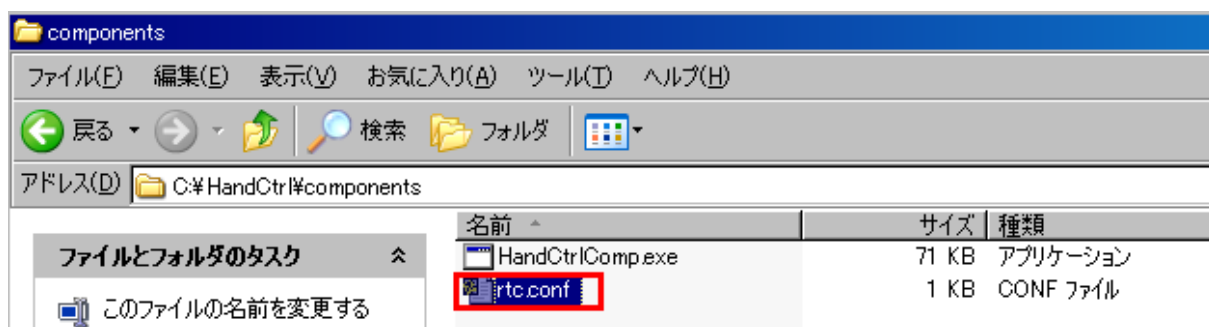 components
ファイル(F) 編集(E) 表示(V) お気に入り(A) ツール(T) ヘルプ(H)
戻る 検索 フォルダ
アドレス(D) C:¥HandCtrl¥components
名前 サイズ 種類
ファイルとフォルダのタスク
HandCtrlComp.exe 71 KB アプリケーション
rtc.conf 1 KB CONF ファイル
このファイルの名前を変更する